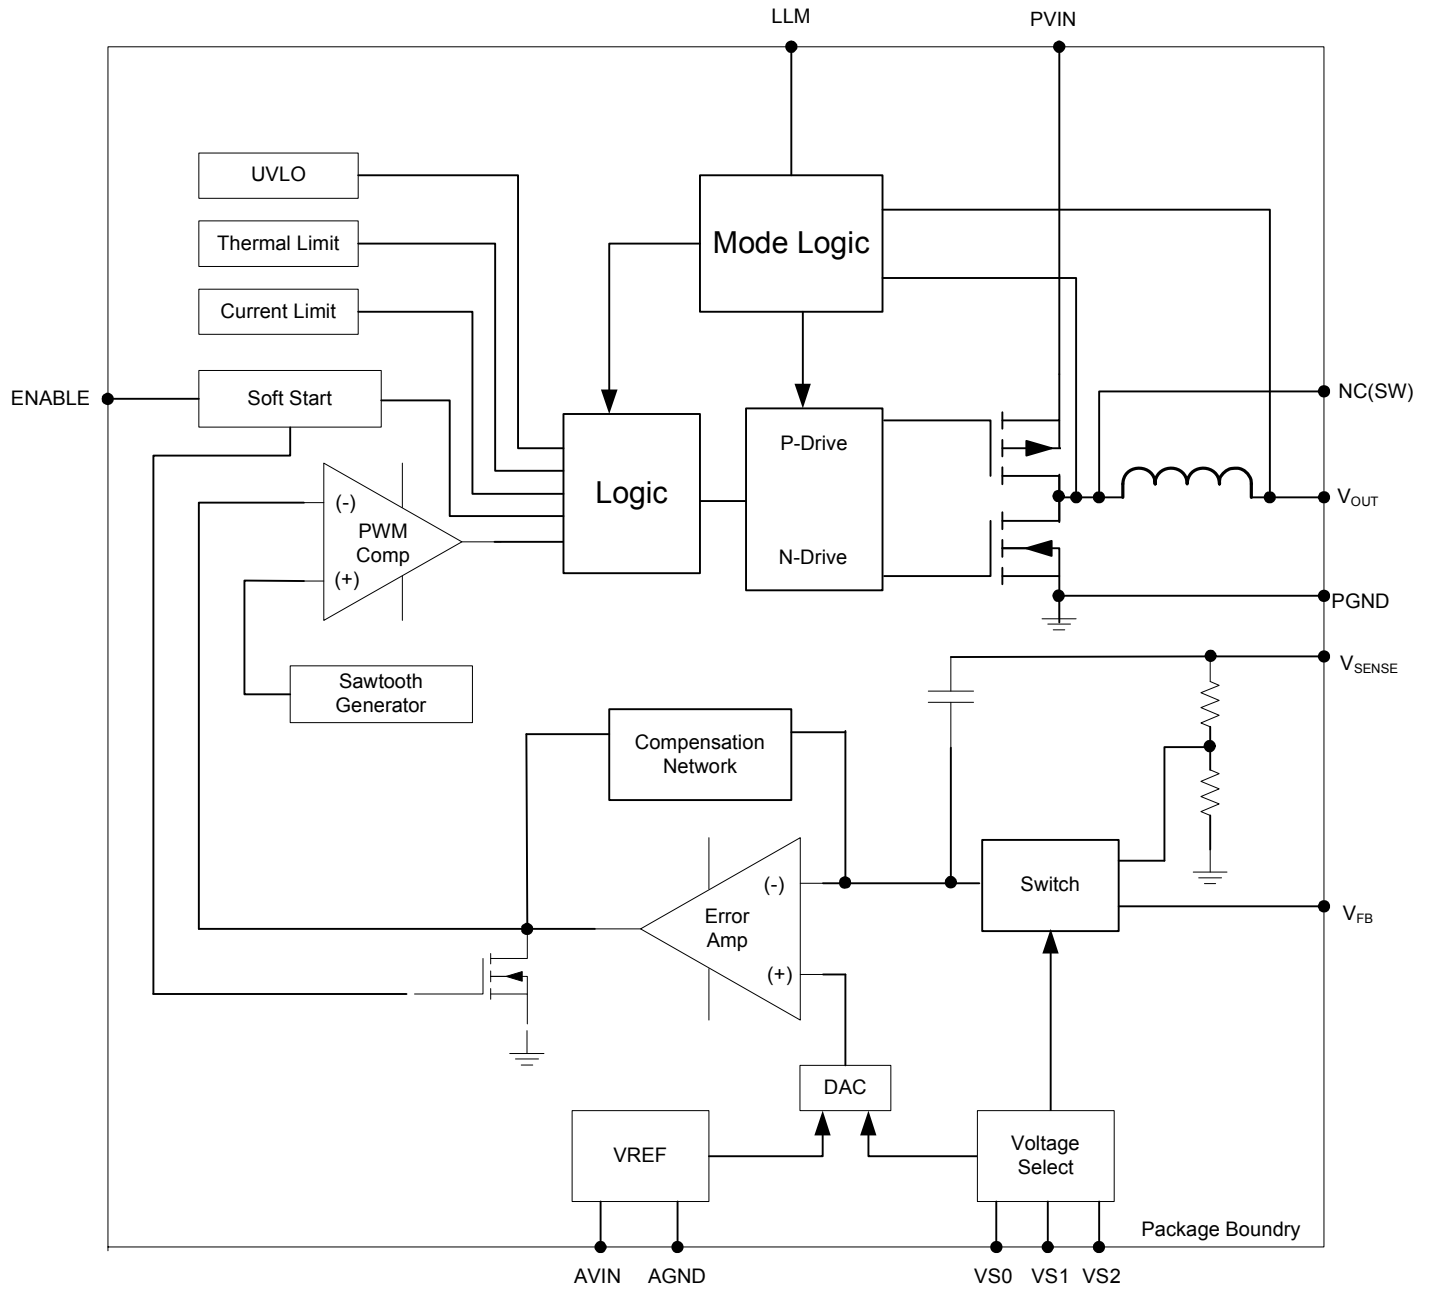 LLM
PVIN
UVLO
Thermal Limit
Mode Logic
Current Limit
ENABLE
Soft Start
NC(SW)
P-Drive
Logic
(-)
PWM
Comp
(+)
N-Drive
VOUT
PGND
VSENSE
Sawtooth
Generator
Compensation
Network
(-)
Error
Amp
(+)
Switch
VFB
DAC
VREF
Voltage
Select
Package Boundry
AVIN
AGND
VS0
VS1
VS2